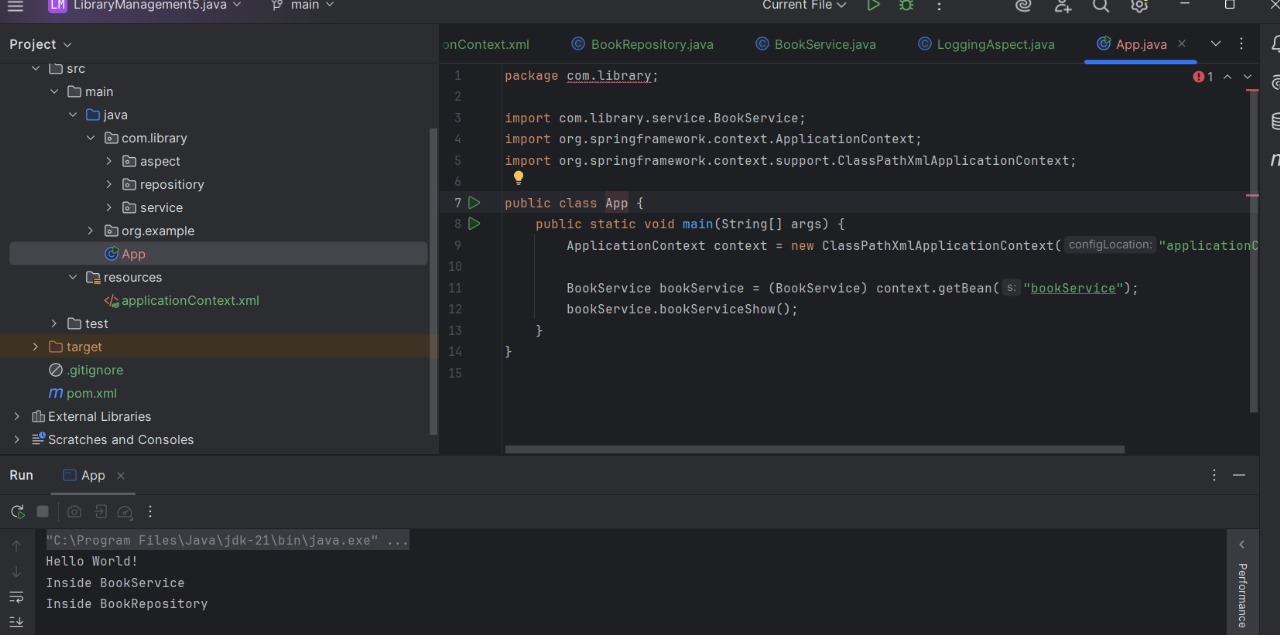 LM LibraryManagement5.java main Current File
Project
onContext.xml BookRepository.java BookService.java LoggingAspect.java App.java
src
main
java
com.library
aspect
repositiory
service
org.example
App
resources
applicationContext.xml
test
target
.gitignore
pom.xml
External Libraries
Scratches and Consoles
1
1 package com.library;
2
3 import com.library.service.BookService;
4 import org.springframework.context.ApplicationContext;
5 import org.springframework.context.support.ClassPathXmlApplicationContext;
6
7 public class App {
8 public static void main(String[] args) {
9 ApplicationContext context = new ClassPathXmlApplicationContext( configLocation: "applicationC
10
11 BookService bookService = (BookService) context.getBean( s: "bookService");
12 bookService.bookServiceShow();
13 }
14 }
15
Run App
"C:\Program Files\Java\jdk-21\bin\java.exe" ...
Hello World!
Inside BookService
Inside BookRepository
Performance